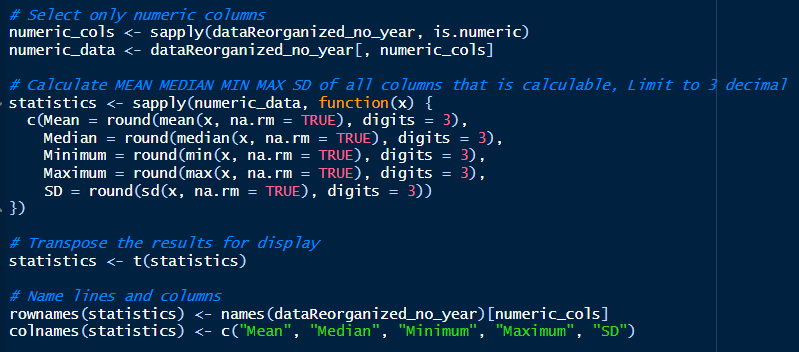 # Select only numeric columns
numeric_cols <- sapply(dataReorganized_no_year, is.numeric)
numeric_data <- dataReorganized_no_year[, numeric_cols]

# Calculate MEAN MEDIAN MIN MAX SD of all columns that is calculable, Limit to 3 decimal
statistics <- sapply(numeric_data, function(x) {
  c(Mean = round(mean(x, na.rm = TRUE), digits = 3),
    Median = round(median(x, na.rm = TRUE), digits = 3),
    Minimum = round(min(x, na.rm = TRUE), digits = 3),
    Maximum = round(max(x, na.rm = TRUE), digits = 3),
    SD = round(sd(x, na.rm = TRUE), digits = 3))
})

# Transpose the results for display
statistics <- t(statistics)

# Name lines and columns
rownames(statistics) <- names(dataReorganized_no_year)[numeric_cols]
colnames(statistics) <- c("Mean", "Median", "Minimum", "Maximum", "SD")